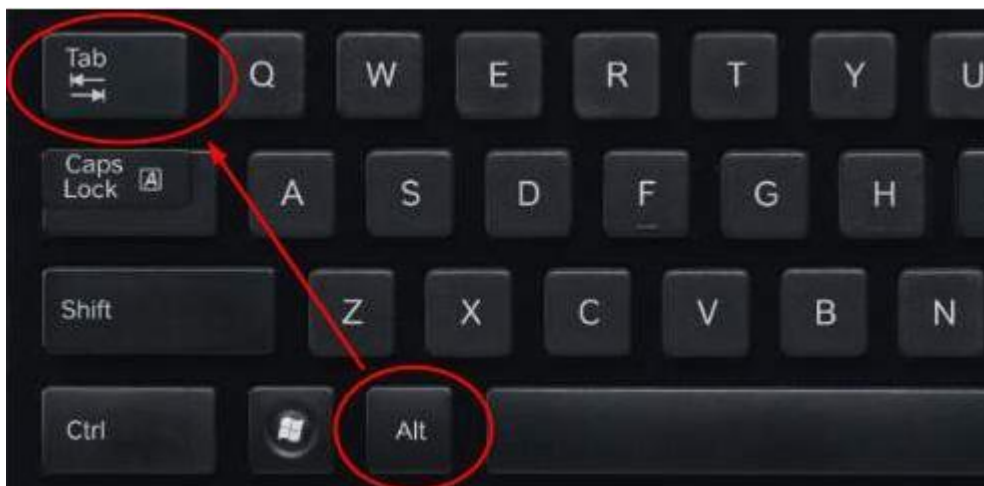 Tab
Q W E R T Y U
Caps
Lock A
A S D F G H
Shift Z X C V B N
Ctrl Alt